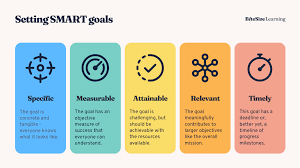 Setting SMART goals
BiteSize Learning
Specific
The goal is
concrete and
tangible -
everyone knows
what it looks like.
Measurable
The goal has an
objective
measure of
success that
everyone can
understand.
Attainable
The goal is
challenging, but
should be
achievable with
the resources
available.
Relevant
The goal
meaningfully
contributes to
larger objectives
like the overall
mission.
Timely
This goal has a
deadline or,
better yet, a
timeline of
progress
milestones.